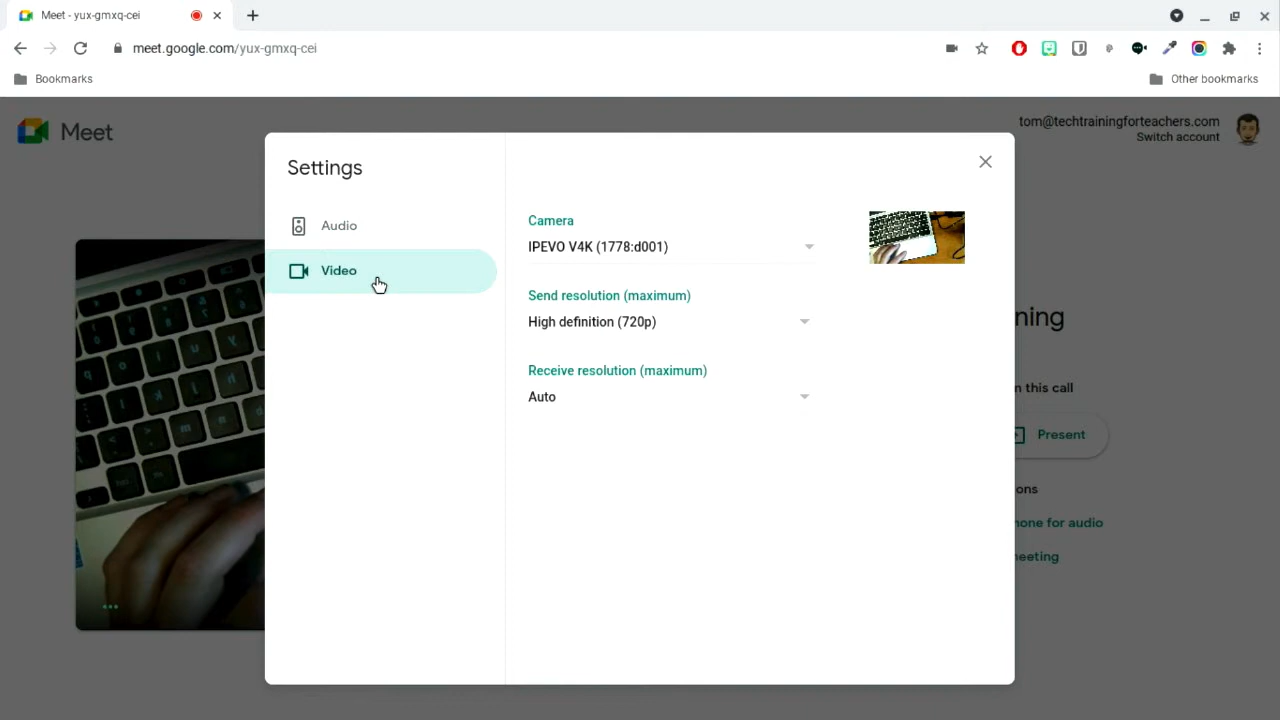 Meet - yux-gmxq-cei
meet.google.com/yux-gmxq-cei
Bookmarks
Other bookmarks
Meet
tom@techtrainingforteachers.com
Switch account
Settings
Audio
Video
Camera
IPEVO V4K (1778:d001)
Send resolution (maximum)
High definition (720p)
Receive resolution (maximum)
Auto
ning
n this call
Present
ons
hone for audio
neeting